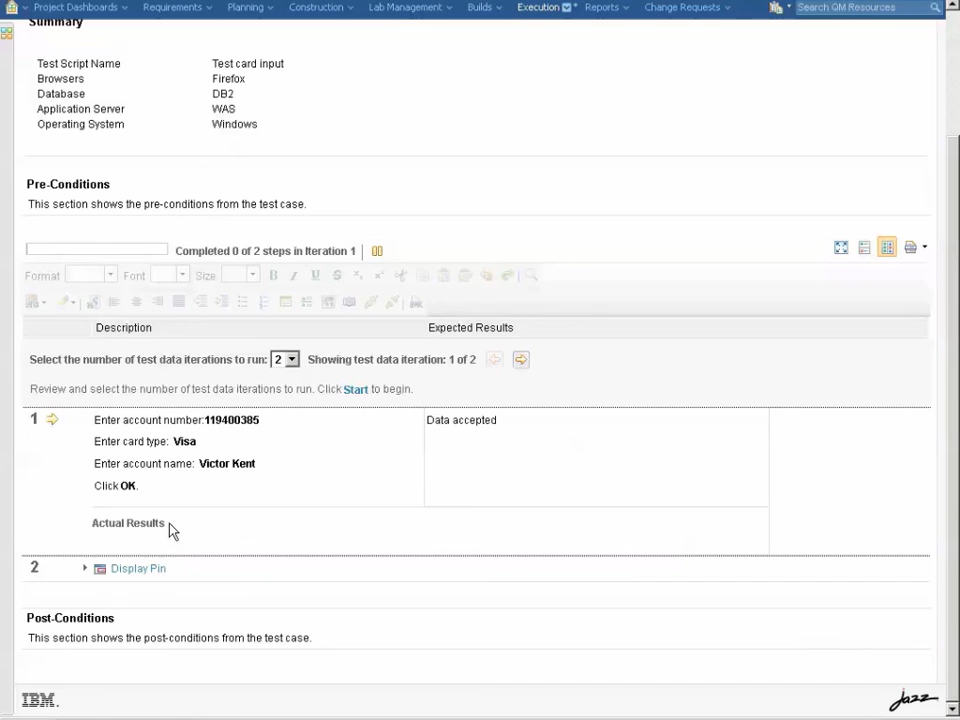 Project Dashboards Requirements Planning Construction Lab Management Builds Execution * Reports Change Requests Search QM Resources
Summary
Test Script Name Test card input
Browsers Firefox
Database DB2
Application Server WAS
Operating System Windows
Pre-Conditions
This section shows the pre-conditions from the test case.
Completed 0 of 2 steps in Iteration 1
Format Font Size B I U S
Description Expected Results
Select the number of test data iterations to run: 2 Showing test data iteration: 1 of 2
Review and select the number of test data iterations to run. Click Start to begin.
1 Enter account number:119400385 Data accepted
Enter card type: Visa
Enter account name: Victor Kent
Click OK.
Actual Results
2 Display Pin
Post-Conditions
This section shows the post-conditions from the test case.
IBM. jazz